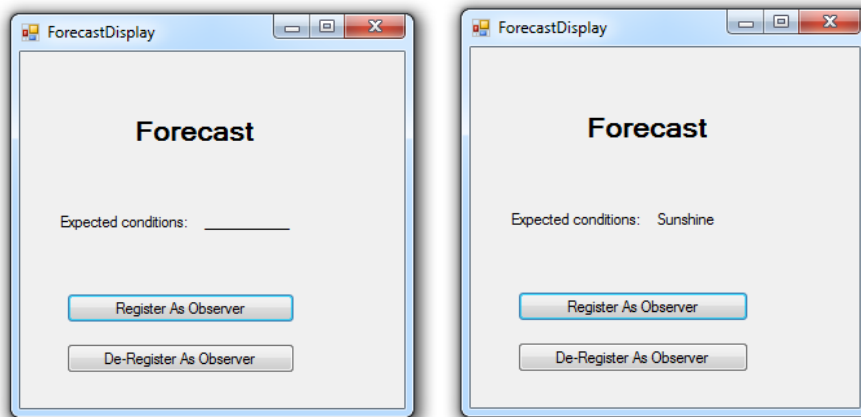 ForecastDisplay
Forecast
Expected conditions: __________
Register As Observer
De-Register As Observer
ForecastDisplay
Forecast
Expected conditions: Sunshine
Register As Observer
De-Register As Observer